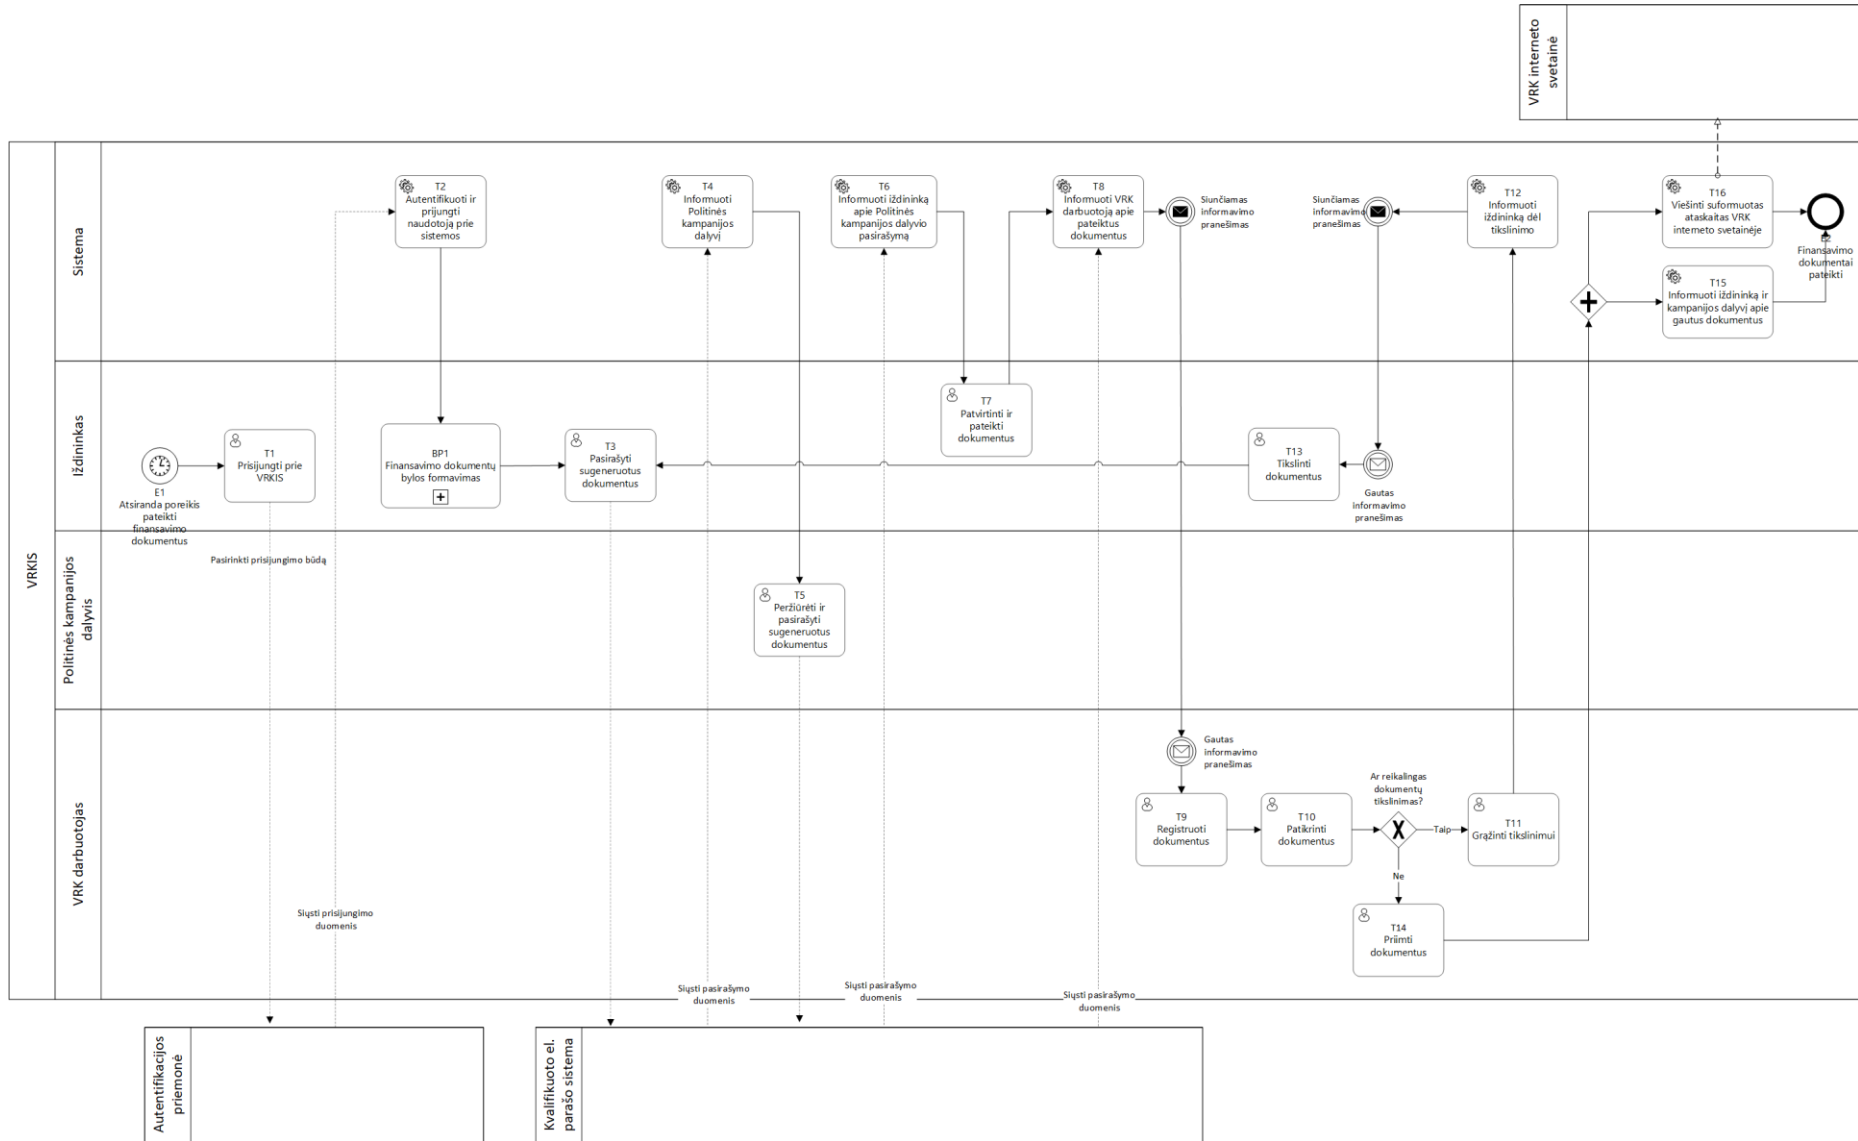 VRK interneto
svetainė
VRKIS
Sistema
T2
Autentifikuoti ir
prijungti
naudotoją prie
sistemos
T4
Informuoti
Politinės
kampanijos
dalyvį
T6
Informuoti iždininką
apie Politinės
kampanijos dalyvio
pasirašymą
T8
Informuoti VRK
darbuotoją apie
pateiktus
dokumentus
Siunčiamas
informavimo
pranešimas
Siunčiamas
informavimo
pranešimas
T12
Informuoti
iždininką dėl
tikslinimo
T16
Viešinti suformuotas
ataskaitas VRK
interneto svetainėje
E2
Finansavimo
dokumentai
pateikti
T15
Informuoti iždininką ir
kampanijos dalyvį apie
gautus dokumentus
Iždininkas
E1
Atsiranda poreikis
pateikti
finansavimo
dokumentus
T1
Prisijungti prie
VRKIS
BP1
Finansavimo dokumentų
bylos formavimas
T3
Pasirašyti
sugeneruotus
dokumentus
T7
Patvirtinti ir
pateikti
dokumentus
T13
Tikslinti
dokumentus
Gautas
informavimo
pranešimas
Politinės kampanijos
dalyvis
Pasirinkti prisijungimo būdą
T5
Peržiūrėti ir
pasirašyti
sugeneruotus
dokumentus
VRK darbuotojas
Gautas
informavimo
pranešimas
T9
Registruoti
dokumentus
T10
Patikrinti
dokumentus
Ar reikalingas
dokumentų
tikslinimas?
Taip
T11
Grąžinti tikslinimui
Ne
T14
Priimti
dokumentus
Siųsti prisijungimo
duomenis
Siųsti pasirašymo
duomenis
Siųsti pasirašymo
duomenis
Siųsti pasirašymo
duomenis
Autentifikacijos
priemonė
Kvalifikuoto el.
parašo sistema